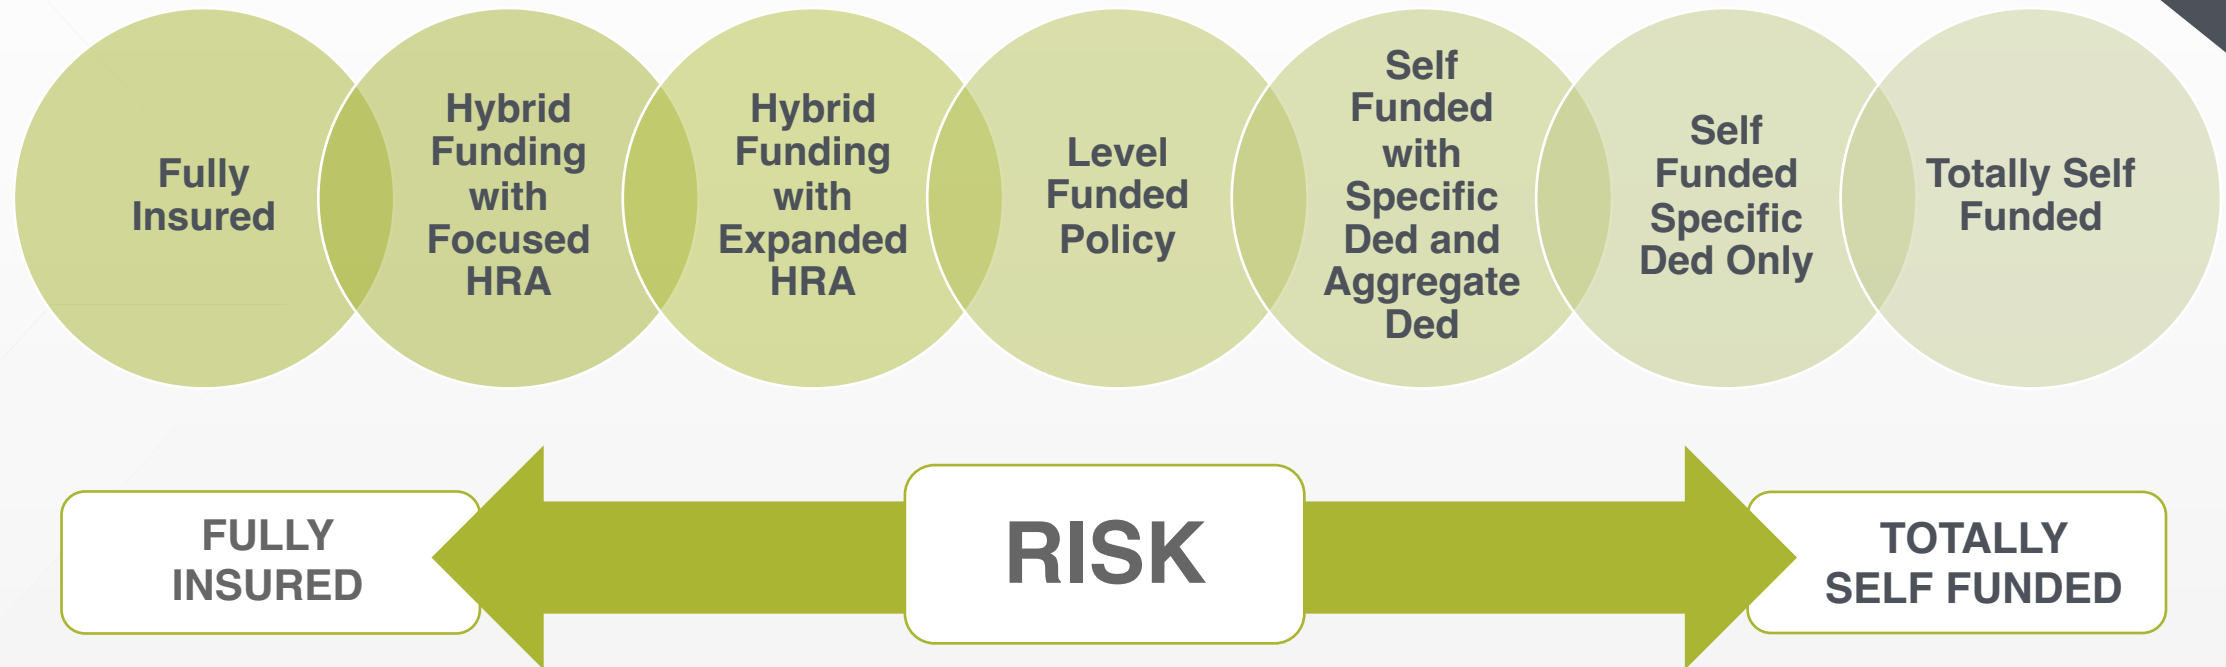 Fully
Insured
Hybrid
Funding
with
Focused
HRA
Hybrid
Funding
with
Expanded
HRA
Level
Funded
Policy
Self
Funded
with
Specific
Ded and
Aggregate
Ded
Self
Funded
Specific
Ded Only
Totally Self
Funded
FULLY
INSURED
RISK
TOTALLY
SELF FUNDED